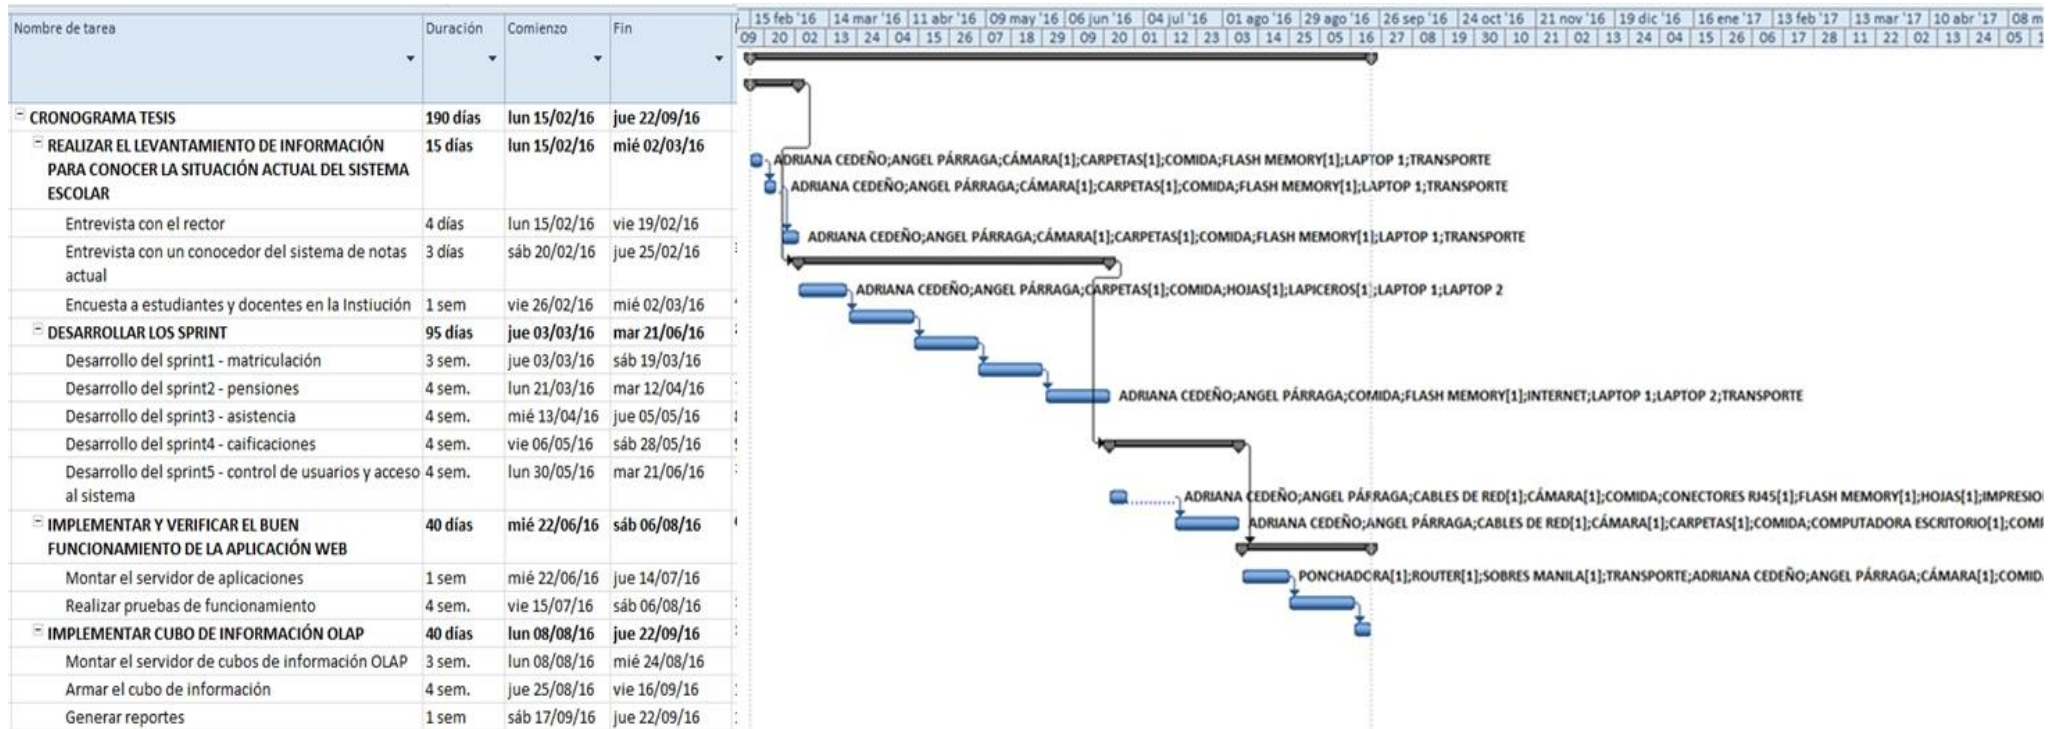 Nombre de tarea Duración Comienzo Fin
15 feb '16 14 mar '16 11 abr '16 09 may '16 06 jun '16 04 jul '16 01 ago '16 29 ago '16 26 sep '16 24 oct '16 21 nov '16 19 dic '16 16 ene '17 13 feb '17 13 mar '17 10 abr '17 08 m
09 20 02 13 24 04 15 26 07 18 29 09 20 01 12 23 03 14 25 05 16 27 08 19 30 10 21 02 13 24 04 15 26 06 17 28 11 22 02 13 24 05 1
CRONOGRAMA TESIS 190 días lun 15/02/16 jue 22/09/16
REALIZAR EL LEVANTAMIENTO DE INFORMACIÓN 15 días lun 15/02/16 mié 02/03/16
PARA CONOCER LA SITUACIÓN ACTUAL DEL SISTEMA
ESCOLAR
Entrevista con el rector 4 días lun 15/02/16 vie 19/02/16
Entrevista con un conocedor del sistema de notas 3 días sáb 20/02/16 jue 25/02/16
actual
Encuesta a estudiantes y docentes en la Instiución 1 sem vie 26/02/16 mié 02/03/16
DESARROLLAR LOS SPRINT 95 días jue 03/03/16 mar 21/06/16
Desarrollo del sprint1 - matriculación 3 sem. jue 03/03/16 sáb 19/03/16
Desarrollo del sprint2 - pensiones 4 sem. lun 21/03/16 mar 12/04/16
Desarrollo del sprint3 - asistencia 4 sem. mié 13/04/16 jue 05/05/16
Desarrollo del sprint4 - caificaciones 4 sem. vie 06/05/16 sáb 28/05/16
Desarrollo del sprint5 - control de usuarios y acceso 4 sem. lun 30/05/16 mar 21/06/16
al sistema
IMPLEMENTAR Y VERIFICAR EL BUEN 40 días mié 22/06/16 sáb 06/08/16
FUNCIONAMIENTO DE LA APLICACIÓN WEB
Montar el servidor de aplicaciones 1 sem mié 22/06/16 jue 14/07/16
Realizar pruebas de funcionamiento 4 sem. vie 15/07/16 sáb 06/08/16
IMPLEMENTAR CUBO DE INFORMACIÓN OLAP 40 días lun 08/08/16 jue 22/09/16
Montar el servidor de cubos de información OLAP 3 sem. lun 08/08/16 mié 24/08/16
Armar el cubo de información 4 sem. jue 25/08/16 vie 16/09/16
Generar reportes 1 sem sáb 17/09/16 jue 22/09/16
ADRIANA CEDEÑO;ANGEL PÁRRAGA;CÁMARA[1];CARPETAS[1];COMIDA;FLASH MEMORY[1];LAPTOP 1;TRANSPORTE
ADRIANA CEDEÑO;ANGEL PÁRRAGA;CÁMARA[1];CARPETAS[1];COMIDA;FLASH MEMORY[1];LAPTOP 1;TRANSPORTE
ADRIANA CEDEÑO;ANGEL PÁRRAGA;CÁMARA[1];CARPETAS[1];COMIDA;FLASH MEMORY[1];LAPTOP 1;TRANSPORTE
ADRIANA CEDEÑO;ANGEL PÁRRAGA;CARPETAS[1];COMIDA;HOJAS[1];LAPICEROS[1];LAPTOP 1;LAPTOP 2
ADRIANA CEDEÑO;ANGEL PÁRRAGA;COMIDA;FLASH MEMORY[1];INTERNET;LAPTOP 1;LAPTOP 2;TRANSPORTE
ADRIANA CEDEÑO;ANGEL PÁRRAGA;CABLES DE RED[1];CÁMARA[1];COMIDA;CONECTORES RJ45[1];FLASH MEMORY[1];HOJAS[1];IMPRESIO
ADRIANA CEDEÑO;ANGEL PÁRRAGA;CABLES DE RED[1];CÁMARA[1];CARPETAS[1];COMIDA;COMPUTADORA ESCRITORIO[1];COM
PONCHADORA[1];ROUTER[1];SOBRES MANILA[1];TRANSPORTE;ADRIANA CEDEÑO;ANGEL PÁRRAGA;CÁMARA[1];COMID